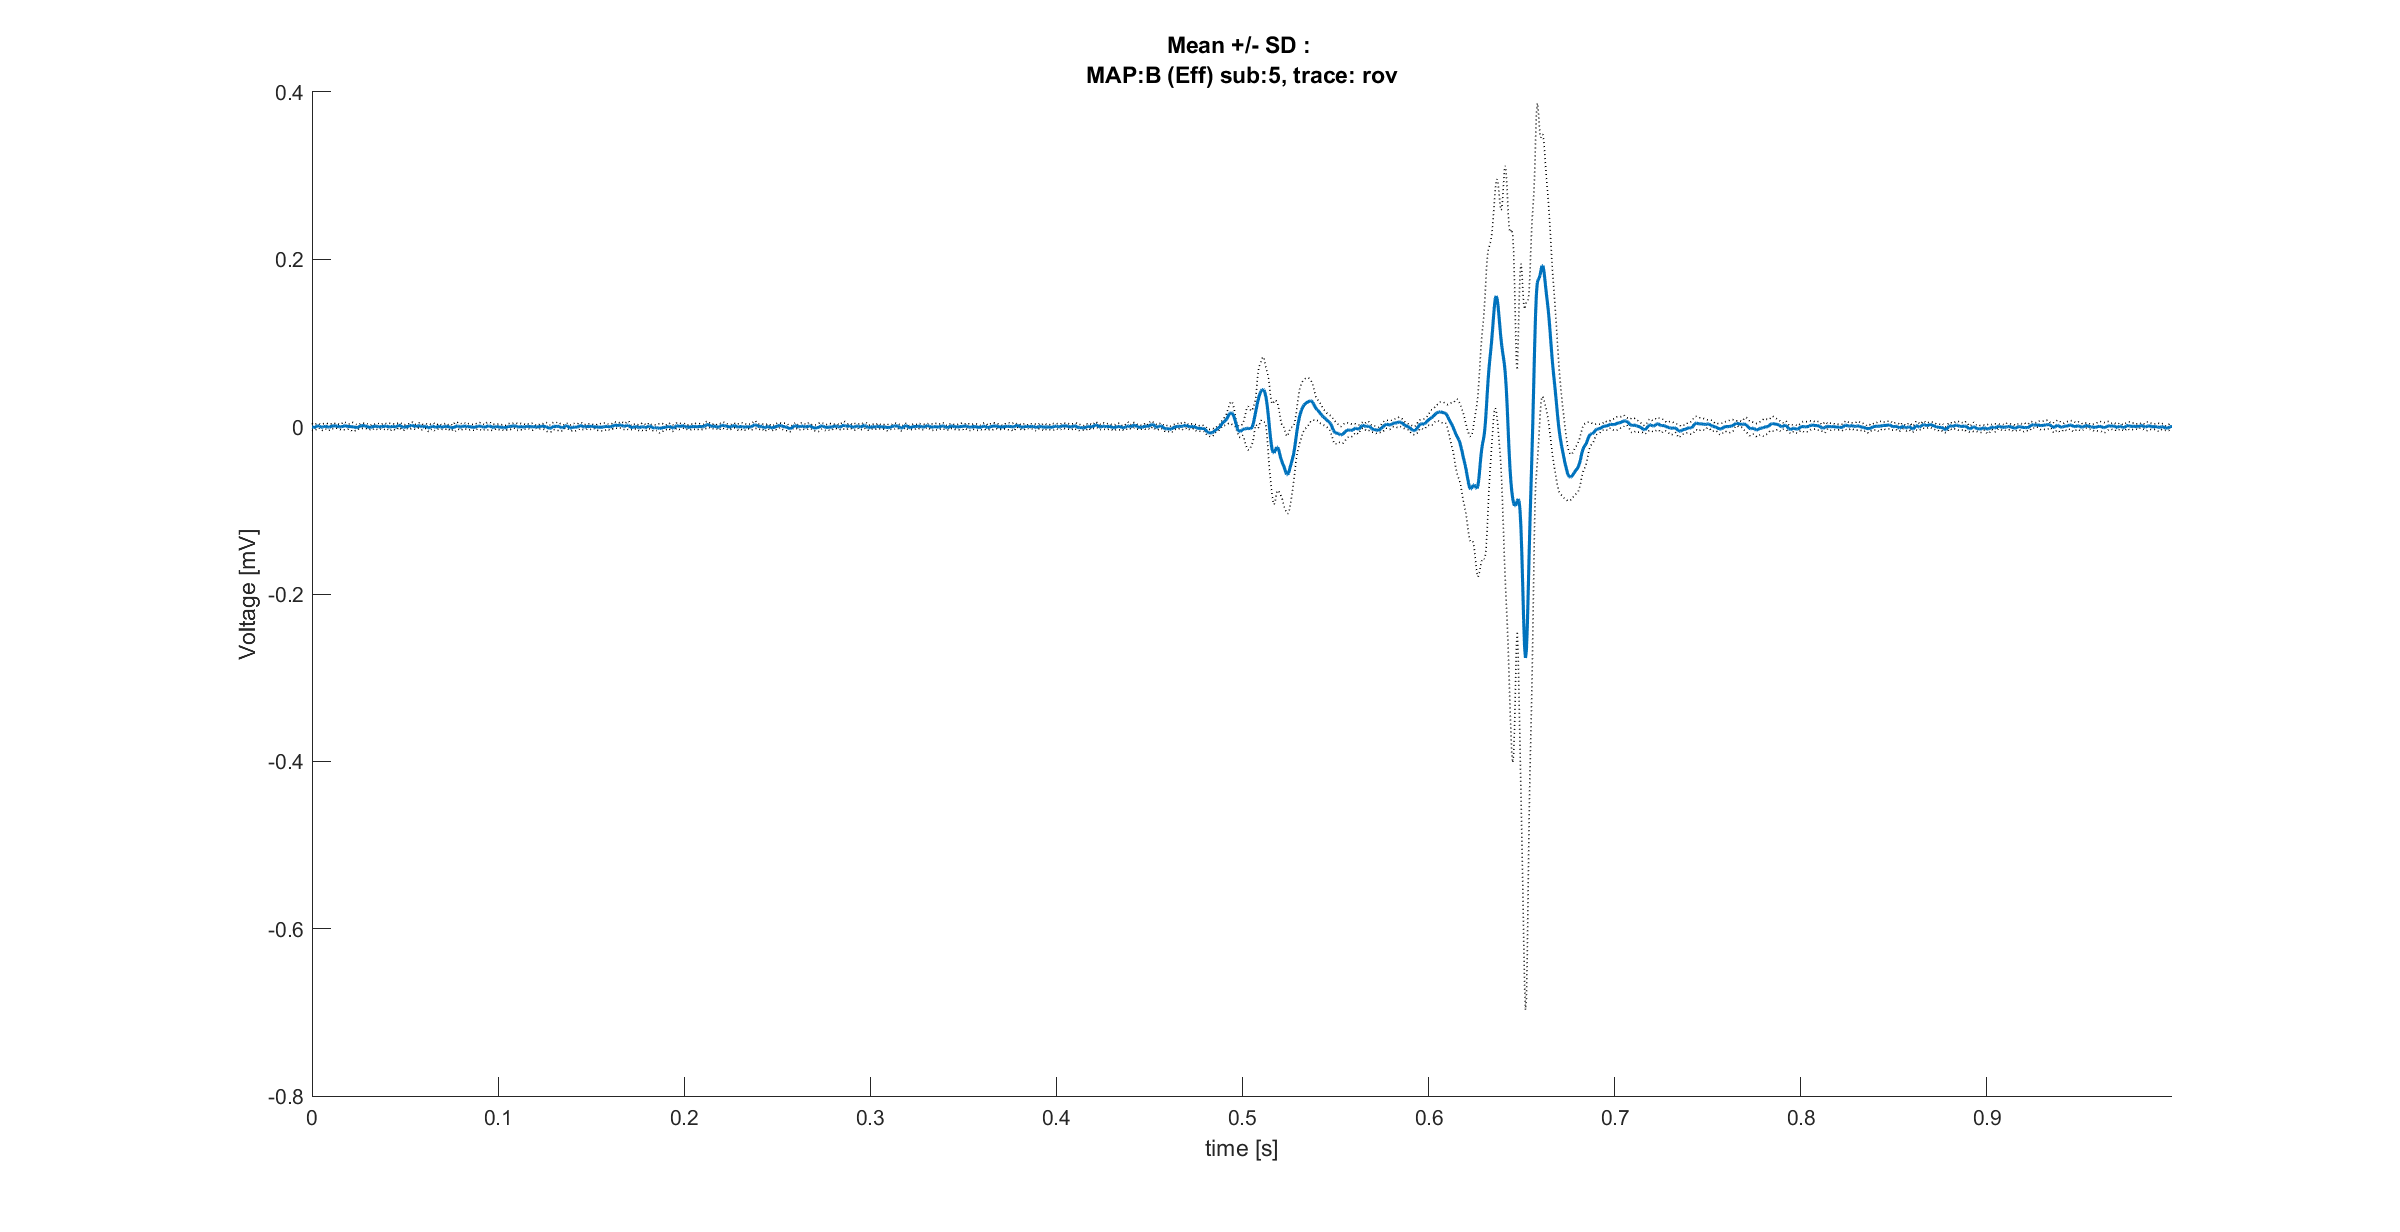 Mean +/- SD :
MAP:B (Eff) sub:5, trace: rov
0.4
0.2
0
-0.2
-0.4
-0.6
-0.8
Voltage [mV]
0 0.1 0.2 0.3 0.4 0.5 0.6 0.7 0.8 0.9
time [s]